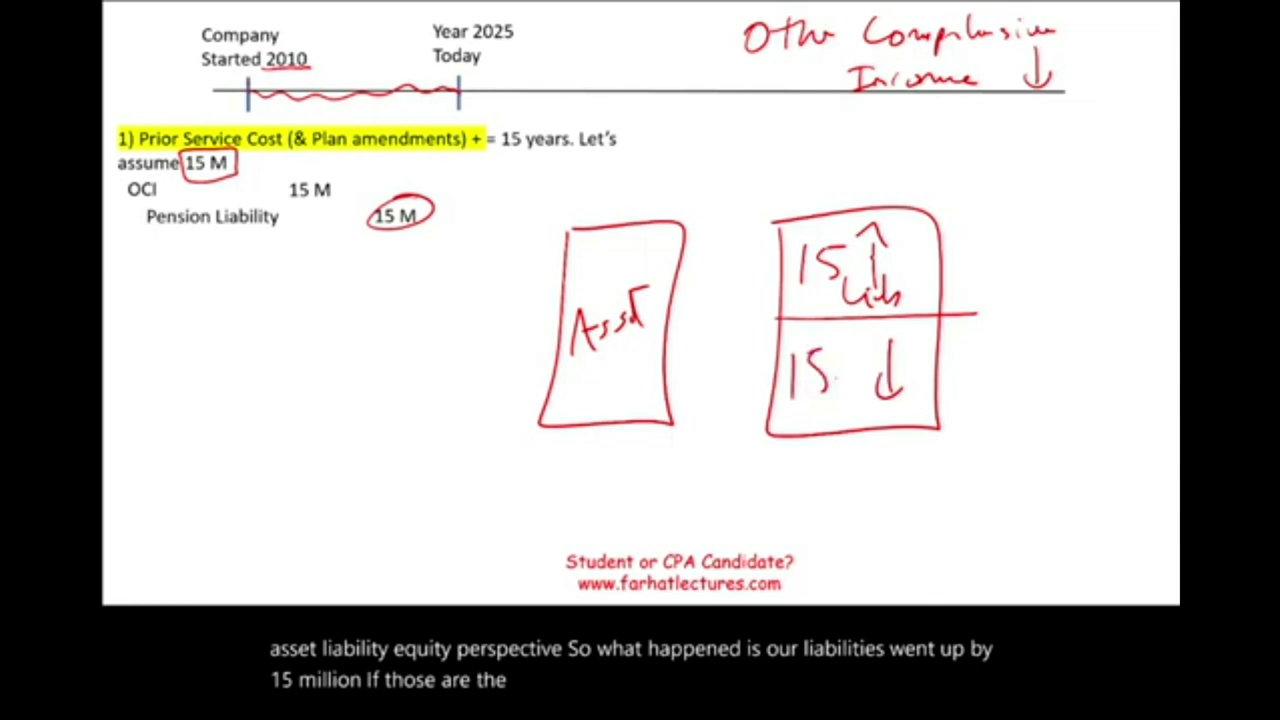 Company
Started 2010
Year 2025
Today
Other Comprehensive
Income ↓
1) Prior Service Cost (& Plan amendments) + = 15 years. Let's
assume 15 M
OCI 15 M
Pension Liability 15 M
Asset
15 ↑
Liab
15 ↓
Student or CPA Candidate?
www.farhatlectures.com
asset liability equity perspective So what happened is our liabilities went up by
15 million If those are the